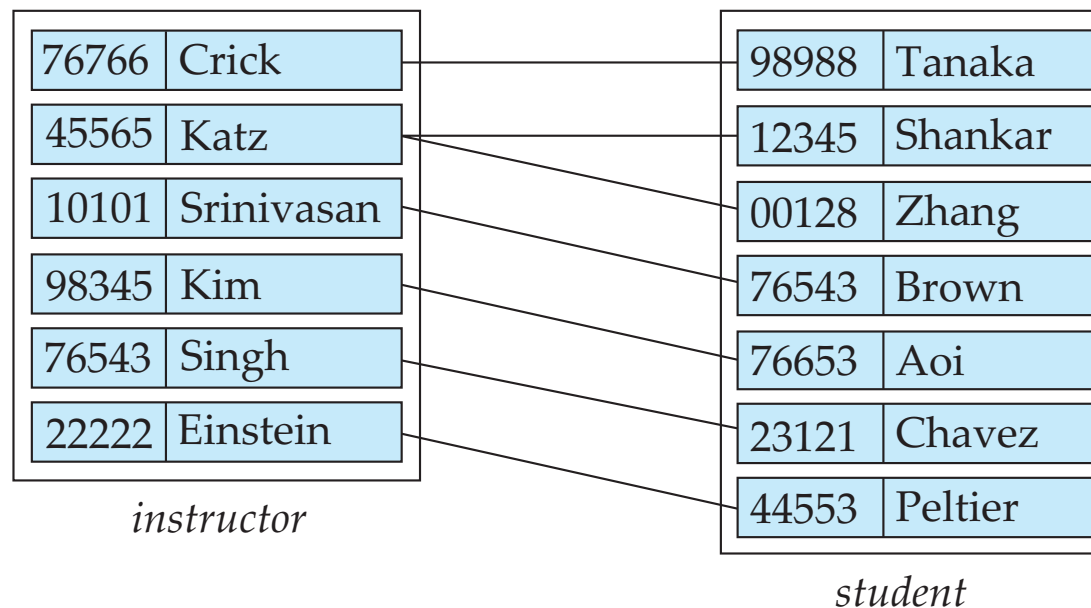 76766 Crick
45565 Katz
10101 Srinivasan
98345 Kim
76543 Singh
22222 Einstein
instructor
98988 Tanaka
12345 Shankar
00128 Zhang
76543 Brown
76653 Aoi
23121 Chavez
44553 Peltier
student